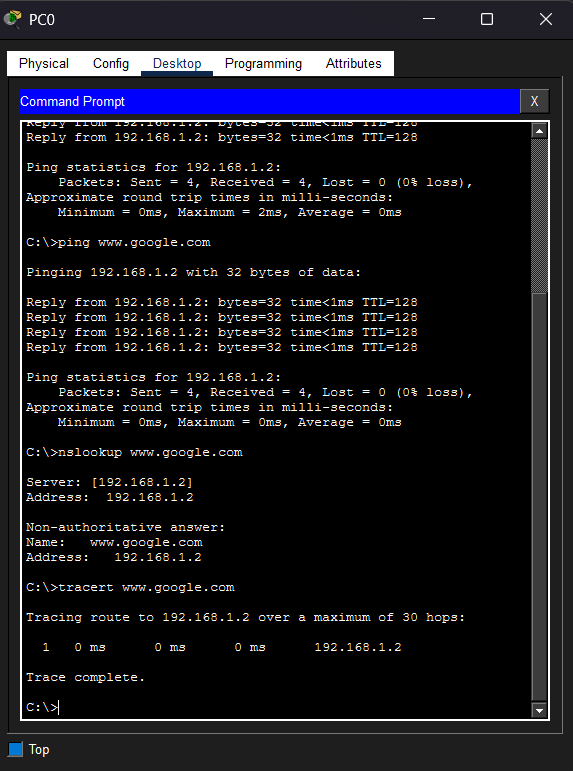 PC0
Physical Config Desktop Programming Attributes
Command Prompt X
Reply from 192.168.1.2: bytes=32 time<1ms TTL=128
Reply from 192.168.1.2: bytes=32 time<1ms TTL=128
Ping statistics for 192.168.1.2:
Packets: Sent = 4, Received = 4, Lost = 0 (0% loss),
Approximate round trip times in milli-seconds:
Minimum = 0ms, Maximum = 2ms, Average = 0ms
C:\>ping www.google.com
Pinging 192.168.1.2 with 32 bytes of data:
Reply from 192.168.1.2: bytes=32 time<1ms TTL=128
Reply from 192.168.1.2: bytes=32 time<1ms TTL=128
Reply from 192.168.1.2: bytes=32 time<1ms TTL=128
Reply from 192.168.1.2: bytes=32 time<1ms TTL=128
Ping statistics for 192.168.1.2:
Packets: Sent = 4, Received = 4, Lost = 0 (0% loss),
Approximate round trip times in milli-seconds:
Minimum = 0ms, Maximum = 0ms, Average = 0ms
C:\>nslookup www.google.com
Server: [192.168.1.2]
Address: 192.168.1.2
Non-authoritative answer:
Name: www.google.com
Address: 192.168.1.2
C:\>tracert www.google.com
Tracing route to 192.168.1.2 over a maximum of 30 hops:
1 0 ms 0 ms 0 ms 192.168.1.2
Trace complete.
C:\>
Top